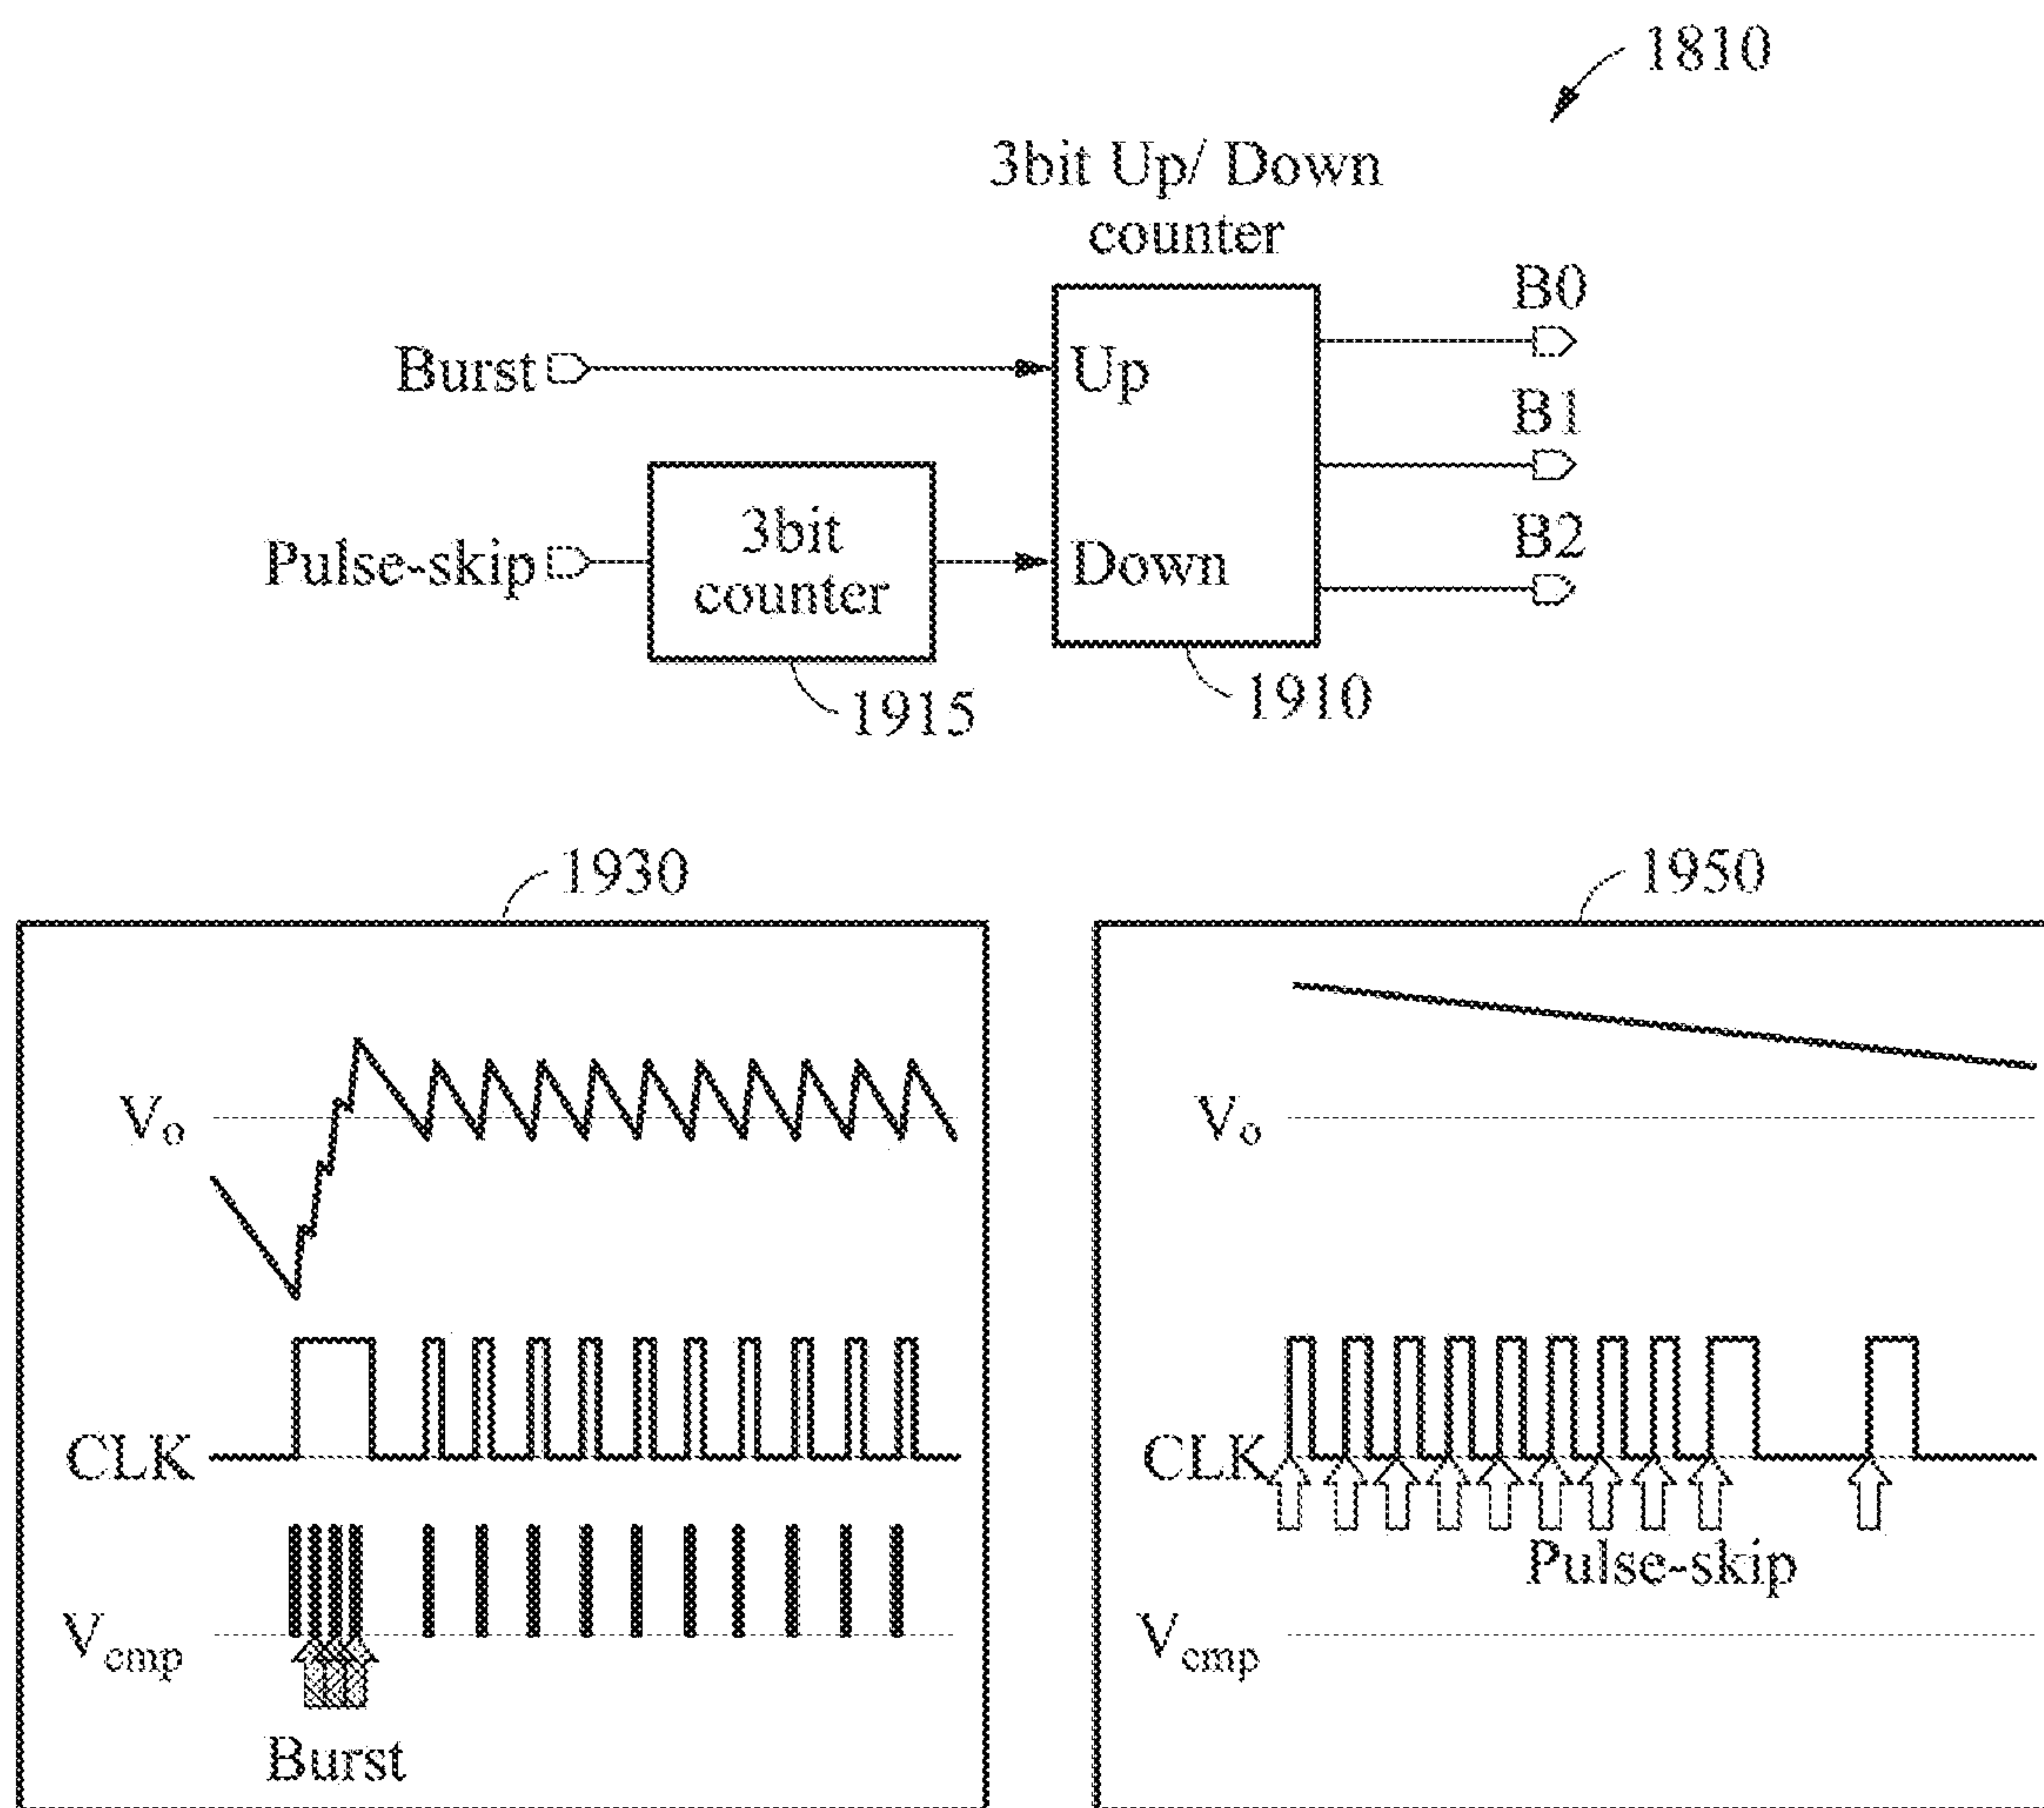 1810
3bit Up/ Down
counter
B0
Burst
Up
B1
3bit
counter
Pulse-skip
Down
B2
1915
1910
1930
1950
Vo
CLK
Vcmp
Burst
Vo
CLK
Pulse-skip
Vcmp